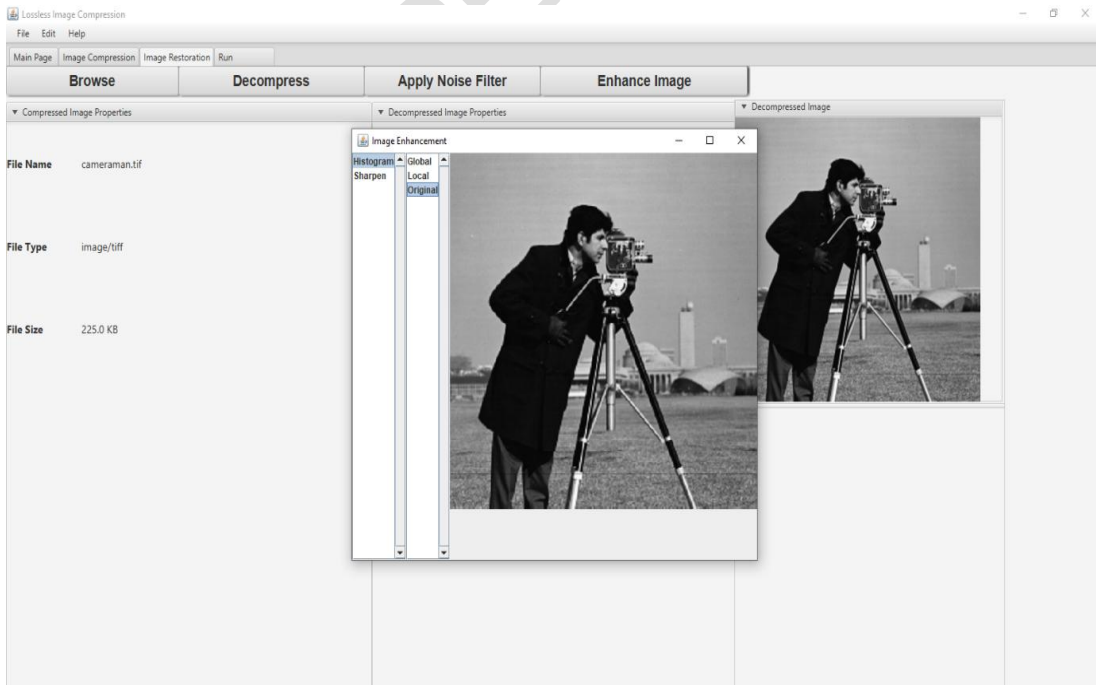 Lossless Image Compression
File Edit Help
Main Page Image Compression Image Restoration Run
Browse Decompress Apply Noise Filter Enhance Image
Compressed Image Properties
Decompressed Image Properties
Decompressed Image
File Name cameraman.tif
File Type image/tiff
File Size 225.0 KB
Image Enhancement
Histogram Global
Sharpen Local
Original